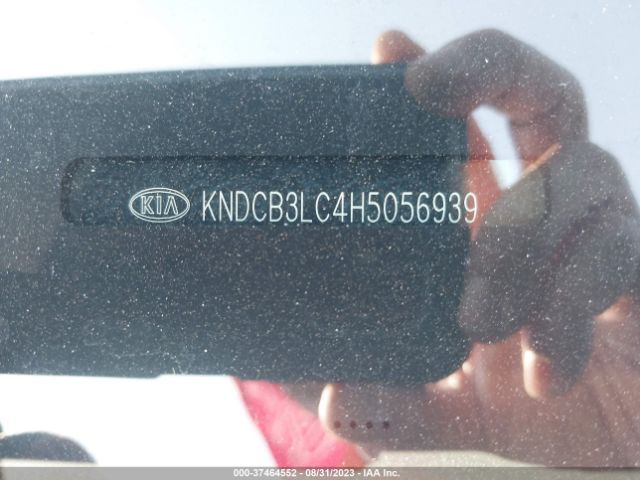 KIA KNDCB3LC4H5056939
000-37464552 - 08/31/2023 - IAA Inc.